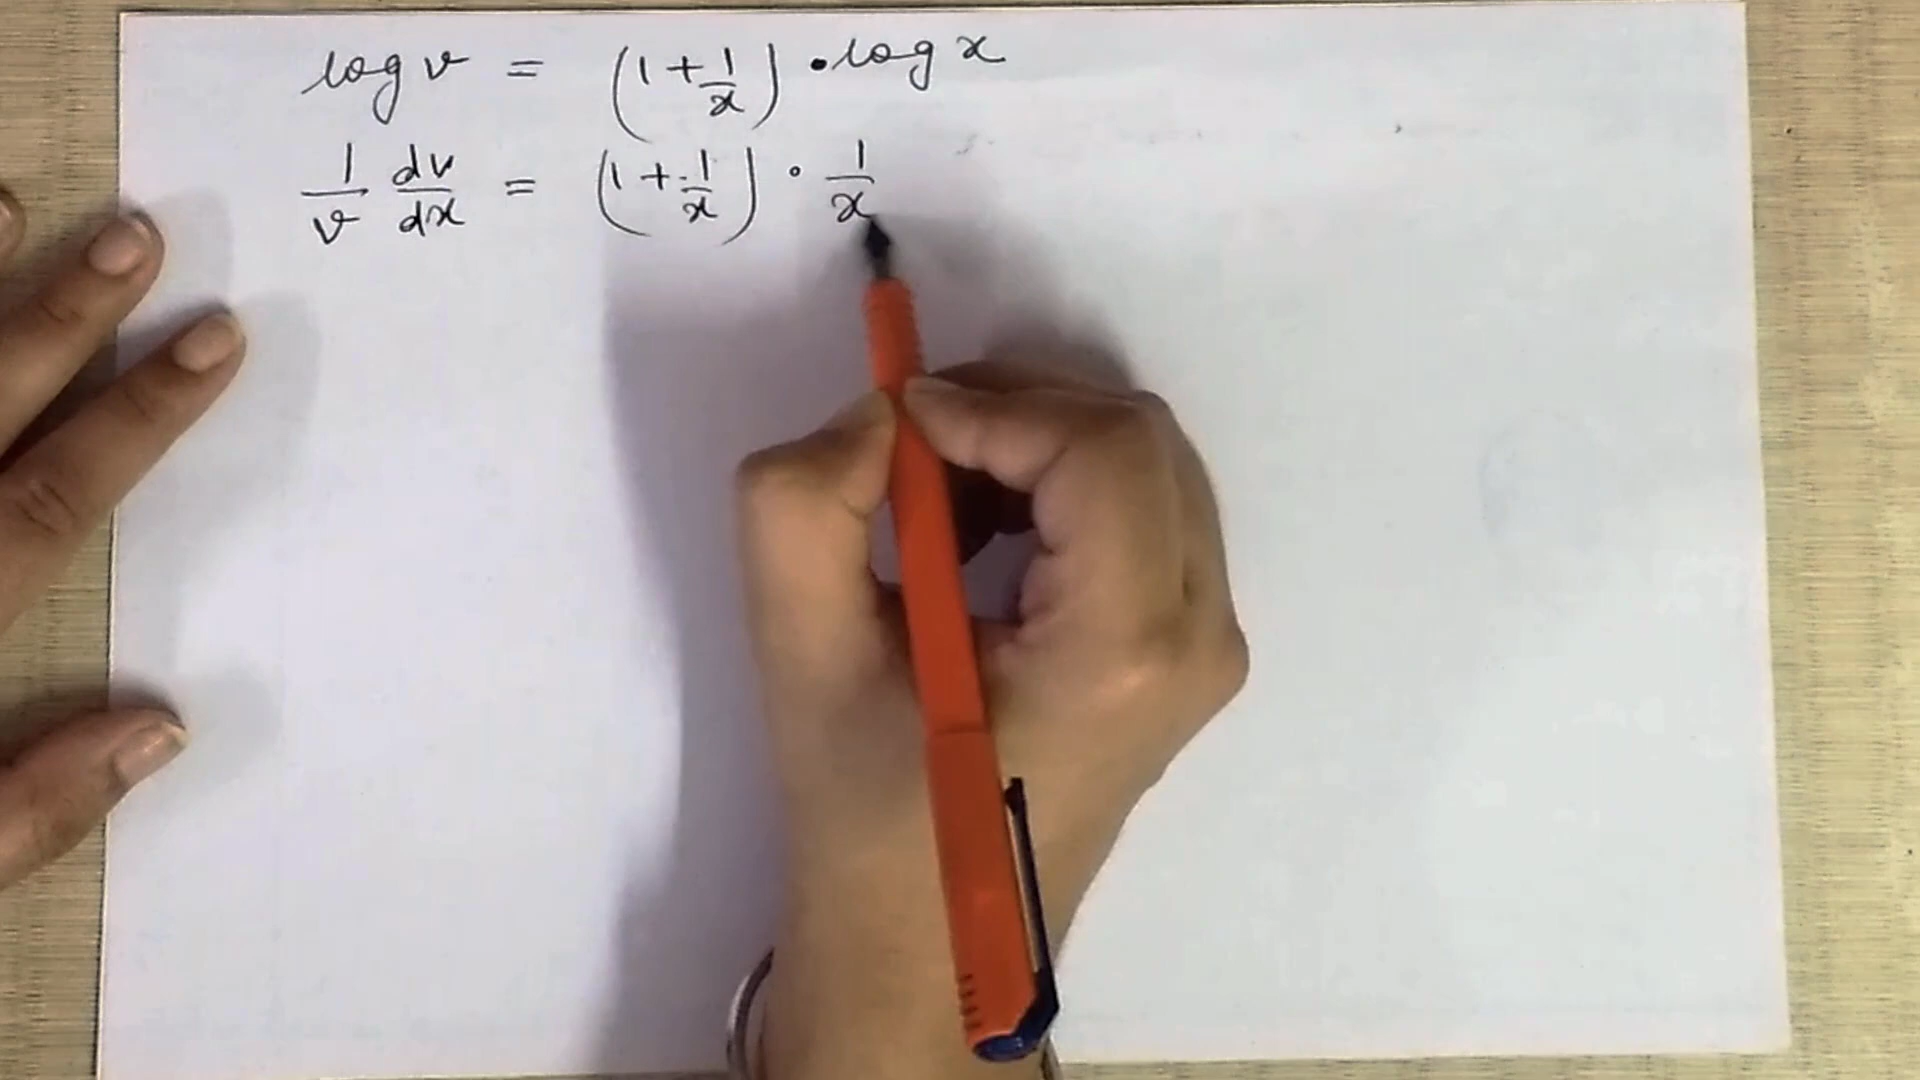 log v = (1 + 1/x) • log x
1/v dv/dx = (1 + 1/x) · 1/x